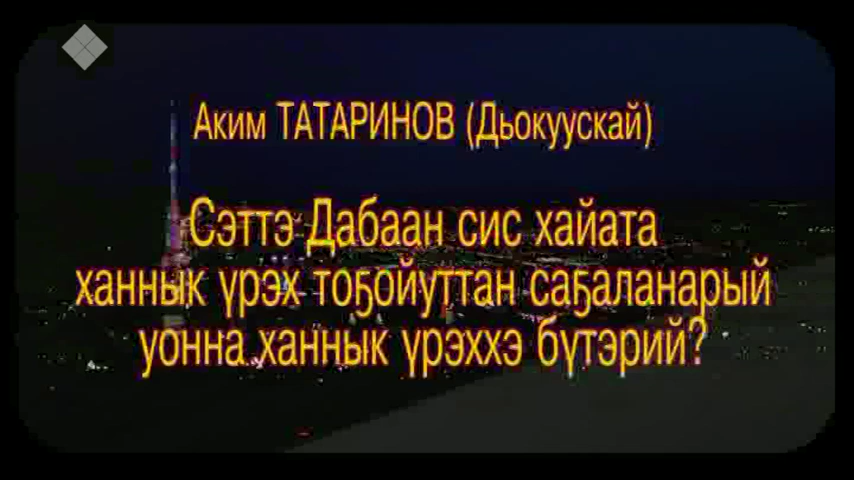 Аким ТАТАРИНОВ (Дьокуускай)
Сэттэ Дабаан сис хайата
ханнык үрэх тоҕойуттан саҕаланарый
уонна ханнык үрэххэ бүтэрий?